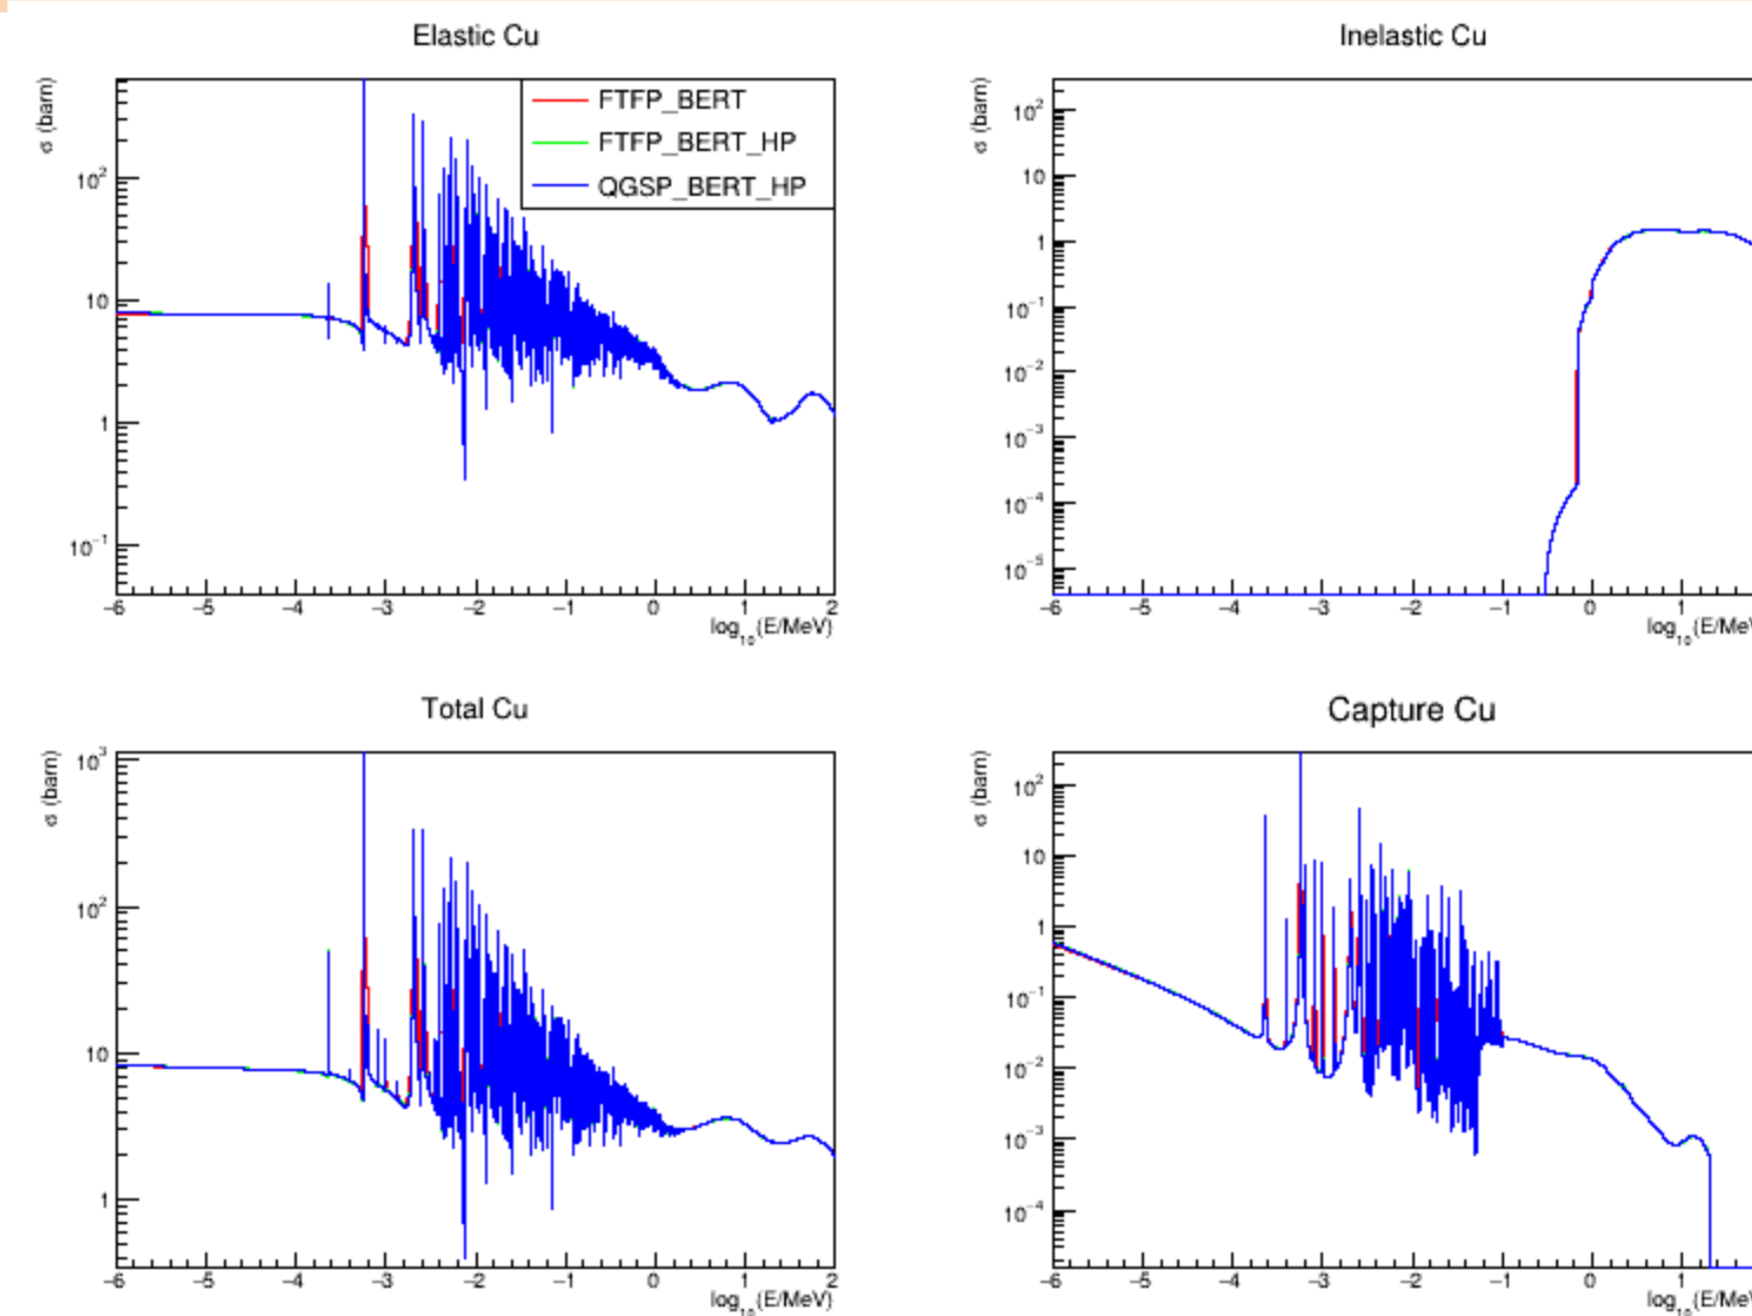 Elastic Cu
σ (barn)
FTFP_BERT
FTFP_BERT_HP
QGSP_BERT_HP
10²
10
1
10⁻¹
−6 −5 −4 −3 −2 −1 0 1 2
log₁₀(E/MeV)
Inelastic Cu
σ (barn)
10²
10
1
10⁻¹
10⁻²
10⁻³
10⁻⁴
10⁻⁵
−6 −5 −4 −3 −2 −1 0 1
log₁₀(E/MeV
Total Cu
σ (barn)
10³
10²
10
1
−6 −5 −4 −3 −2 −1 0 1 2
log₁₀(E/MeV)
Capture Cu
σ (barn)
10²
10
1
10⁻¹
10⁻²
10⁻³
10⁻⁴
−6 −5 −4 −3 −2 −1 0 1
log₁₀(E/MeV